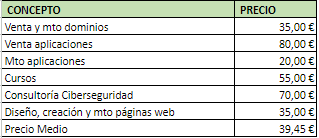 CONCEPTO PRECIO
Venta y mto dominios 35,00 €
Venta aplicaciones 80,00 €
Mto aplicaciones 20,00 €
Cursos 55,00 €
Consultoría Ciberseguridad 70,00 €
Diseño, creación y mto páginas web 35,00 €
Precio Medio 39,45 €